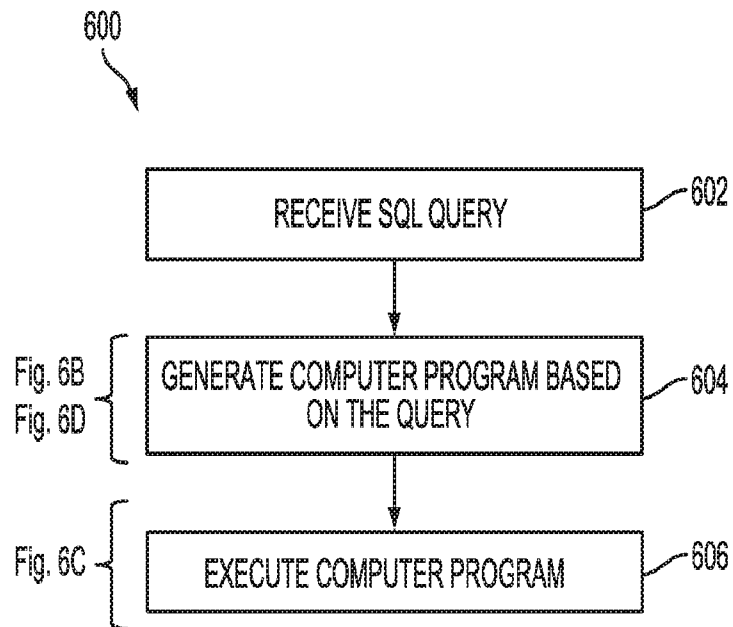 600
RECEIVE SQL QUERY
602
Fig. 6B
Fig. 6D
GENERATE COMPUTER PROGRAM BASED
ON THE QUERY
604
Fig. 6C
EXECUTE COMPUTER PROGRAM
606